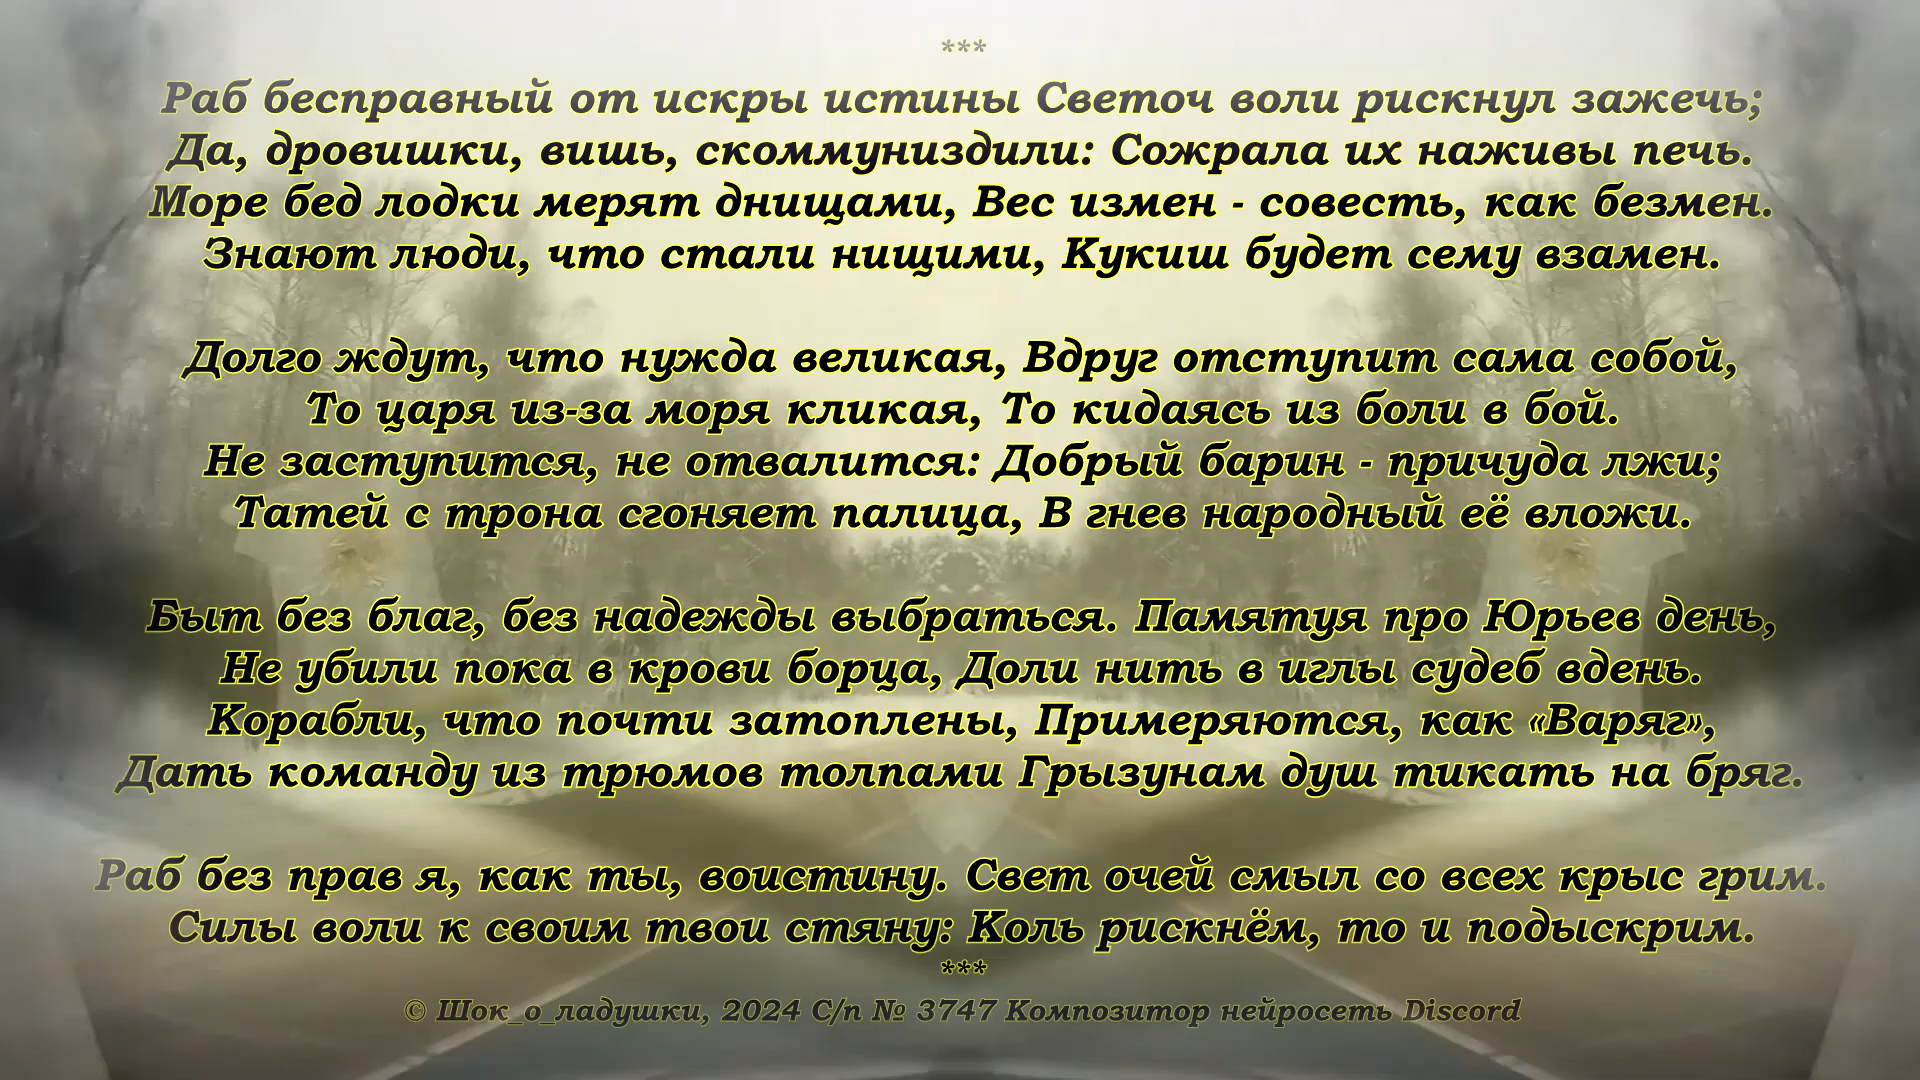 ***
Раб бесправный от искры истины Светоч воли рискнул зажечь;
Да, дровишки, вишь, скоммуниздили: Сожрала их наживы печь.
Море бед лодки мерят днищами, Вес измен - совесть, как безмен.
Знают люди, что стали нищими, Кукиш будет сему взамен.
Долго ждут, что нужда великая, Вдруг отступит сама собой,
То царя из-за моря кликая, То кидаясь из боли в бой.
Не заступится, не отвалится: Добрый барин - причуда лжи;
Татей с трона сгоняет палица, В гнев народный её вложи.
Быт без благ, без надежды выбраться. Памятуя про Юрьев день,
Не убили пока в крови борца, Доли нить в иглы судеб вдень.
Корабли, что почти затоплены, Примеряются, как «Варяг»,
Дать команду из трюмов толпами Грызунам душ тикать на бряг.
Раб без прав я, как ты, воистину. Свет очей смыл со всех крыс грим.
Силы воли к своим твои стяну: Коль рискнём, то и подыскрим.
***
© Шок_о_ладушки, 2024 С/п № 3747 Композитор нейросеть Discord